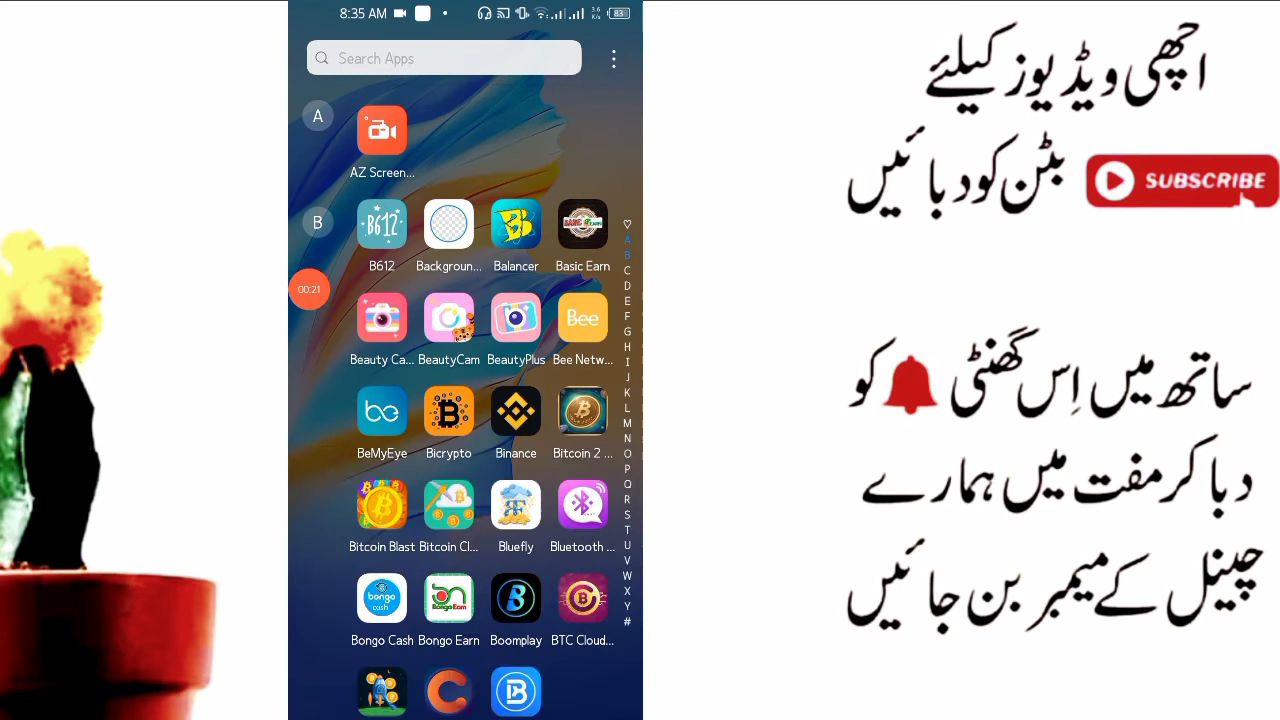 8:35 AM 3.6 K/s 83
Search Apps
A
AZ Screen...
B
B612 Backgroun... Balancer Basic Earn
00:21
Beauty Ca... BeautyCam BeautyPlus Bee Netw...
BeMyEye Bicrypto Binance Bitcoin 2 ...
Bitcoin Blast Bitcoin Cl... Bluefly Bluetooth ...
Bongo Cash Bongo Earn Boomplay BTC Cloud...
A
B
C
D
E
F
G
H
I
J
K
L
M
N
O
P
Q
R
S
T
U
V
W
X
Y
#
اچھی ویڈیوز کیلئے
SUBSCRIBE بٹن کو دبائیں
ساتھ میں اِس گھنٹی کو
دبا کر مفت میں ہمارے
چینل کے میمبر بن جائیں